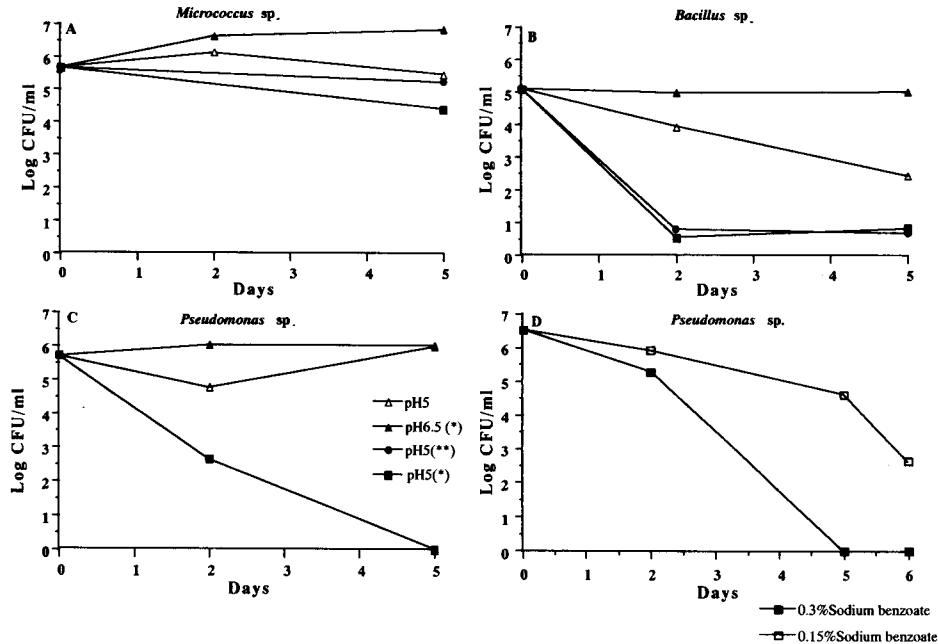 Micrococcus sp.
A
Log CFU/ml
7
6
5
4
3
2
1
0
0 1 2 3 4 5
Days
Bacillus sp.
B
Log CFU/ml
7
6
5
4
3
2
1
0
0 1 2 3 4 5
Days
Pseudomonas sp.
C
Log CFU/ml
7
6
5
4
3
2
1
0
0 1 2 3 4 5
Days
pH5
pH6.5 (*)
pH5(**)
pH5(*)
Pseudomonas sp.
D
Log CFU/ml
7
6
5
4
3
2
1
0
0 1 2 3 4 5 6
Days
0.3%Sodium benzoate
0.15%Sodium benzoate